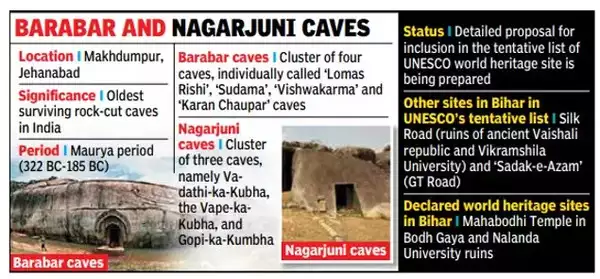 BARABAR AND NAGARJUNI CAVES
Location | Makhdumpur,
Jehanabad
Significance | Oldest
surviving rock-cut caves
in India
Period | Maurya period
(322 BC-185 BC)
Barabar caves
Barabar caves | Cluster of four
caves, individually called ‘Lomas
Rishi’, ‘Sudama’, ‘Vishwakarma’ and
‘Karan Chaupar’ caves
Nagarjuni
caves | Cluster
of three caves,
namely Va-
dathi-ka-Kubha,
the Vape-ka-
Kubha, and
Gopi-ka-Kumbha
Nagarjuni caves
Status | Detailed proposal for
inclusion in the tentative list of
UNESCO world heritage site is
being prepared
Other sites in Bihar in
UNESCO’s tentative list | Silk
Road (ruins of ancient Vaishali
republic and Vikramshila
University) and ‘Sadak-e-Azam’
(GT Road)
Declared world heritage sites
in Bihar | Mahabodhi Temple in
Bodh Gaya and Nalanda
University ruins